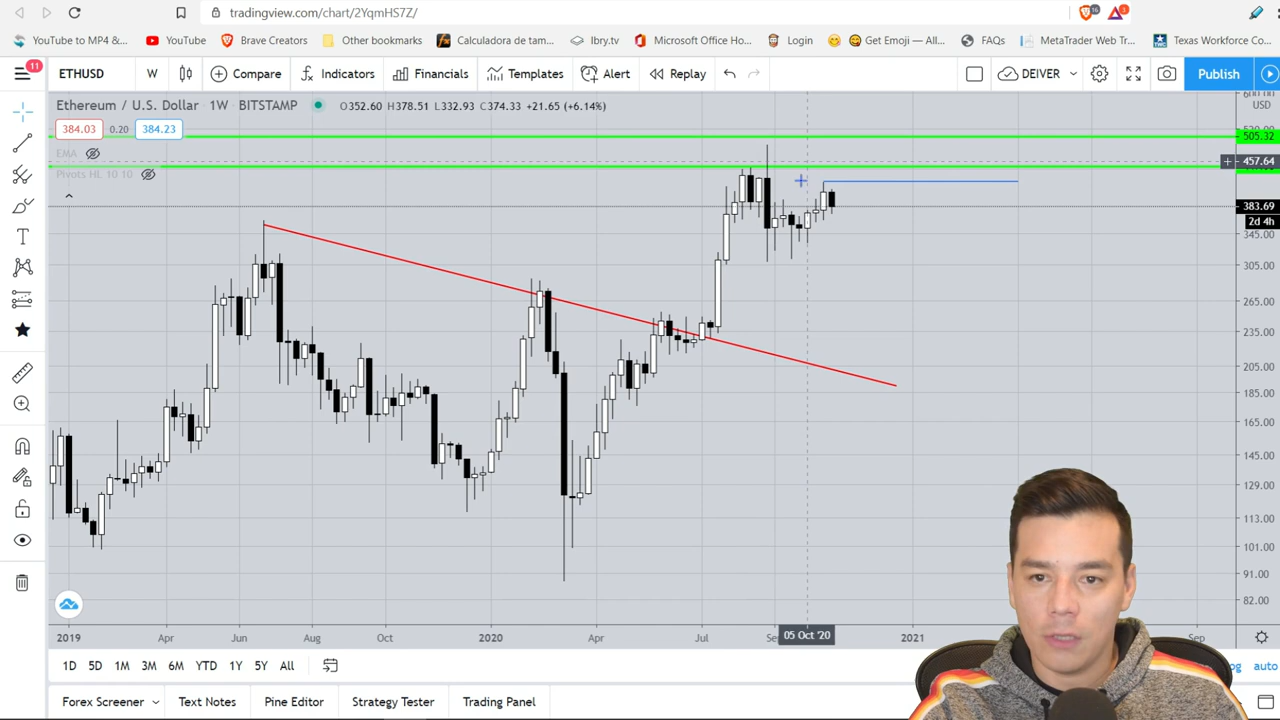 tradingview.com/chart/2YqmHS7Z/
16
3
YouTube to MP4 &...
YouTube
Brave Creators
Other bookmarks
Calculadora de tam...
lbry.tv
Microsoft Office Ho...
Login
Get Emoji — All...
FAQs
MetaTrader Web Tr...
Texas Workforce Co...
11
ETHUSD
W
Compare
Indicators
Financials
Templates
Alert
Replay
DEIVER
Publish
Ethereum / U.S. Dollar 1W BITSTAMP
O352.60 H378.51 L332.93 C374.33 +21.65 (+6.14%)
384.03
0.20
384.23
EMA
Pivots HL 10 10
USD
505.32
457.64
383.69
2d 4h
345.00
305.00
265.00
235.00
205.00
185.00
165.00
145.00
129.00
113.00
101.00
91.00
82.00
2019
Apr
Jun
Aug
Oct
2020
Apr
Jul
05 Oct '20
2021
Sep
1D
5D
1M
3M
6M
YTD
1Y
5Y
All
auto
Forex Screener
Text Notes
Pine Editor
Strategy Tester
Trading Panel